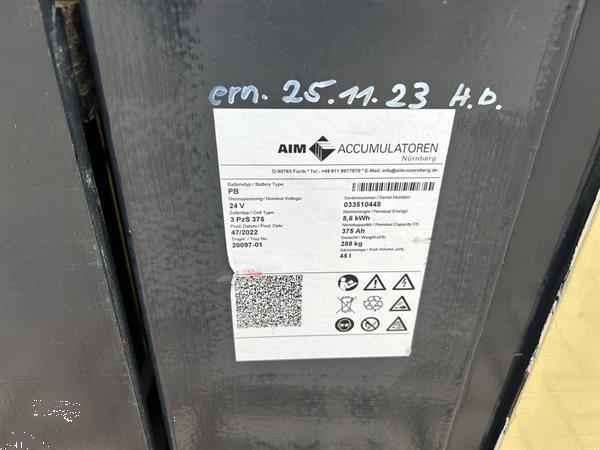 ern. 25.11.23 H.D.
AIM ACCUMULATOREN
Nürnberg
D-90763 Fürth * Tel.: +49 911 9617970 * E-Mail: info@aim-nuernberg.de
Batterietyp / Battery Type:
PB
Nennspannung / Nominal Voltage:
24 V
Zellentyp / Cell Type:
3 PzS 375
Prod. Datum / Prod. Date:
47/2022
Trognr. / Tray No:
20097-01
Seriennummer / Serial Number:
033510448
Nennenergie / Nominal Energy:
8,6 kWh
Nennkapazität / Nominal Capacity C5:
375 Ah
Gewicht / Weight ±5%:
288 kg
Säuremenge / Acid Volume ±5%:
45 l